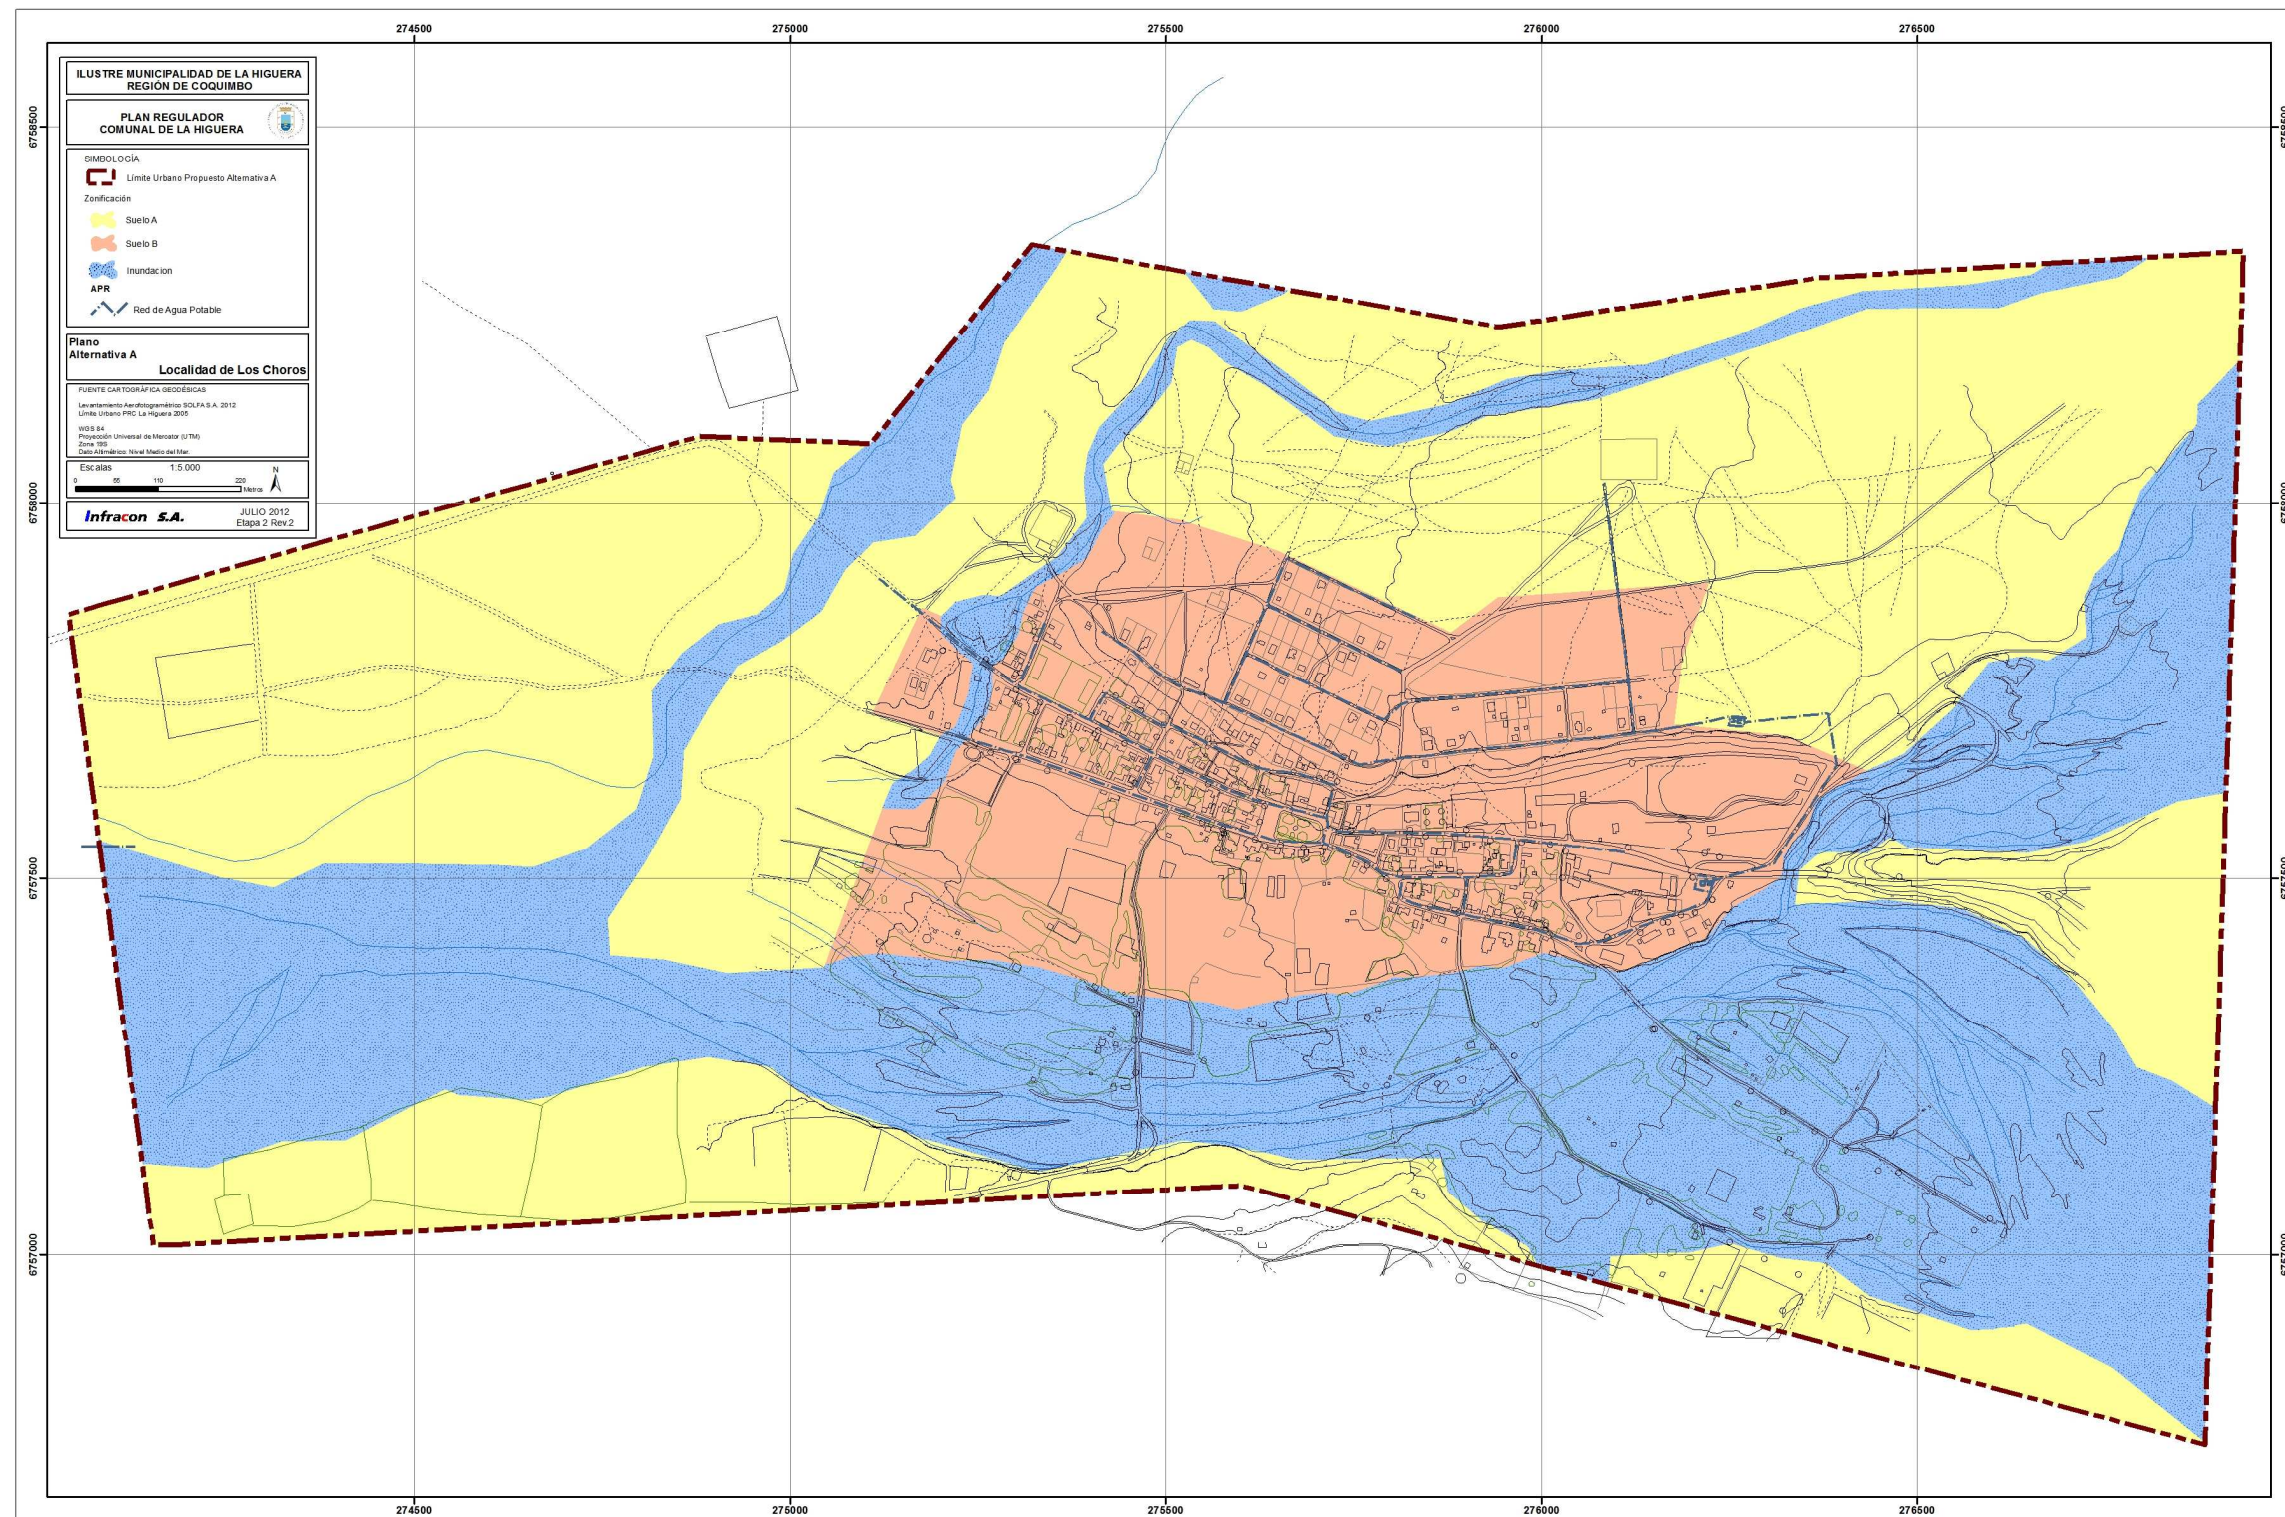 274500 275000 275500 276000 276500
ILUSTRE MUNICIPALIDAD DE LA HIGUERA
REGIÓN DE COQUIMBO
PLAN REGULADOR
COMUNAL DE LA HIGUERA
SIMBOLOGÍA
Límite Urbano Propuesto Alternativa A
Zonificación
Suelo A
Suelo B
Inundacion
APR
Red de Agua Potable
Plano
Alternativa A
Localidad de Los Choros
FUENTE CARTOGRÁFICA GEODÉSICAS
Levantamiento Aerofotogramétrico SOLFA S.A. 2012
Límite Urbano PRC La Higuera 2005
WGS 84
Proyección Universal de Mercator (UTM)
Zona 19S
Dato Altimétrico: Nivel Medio del Mar.
Escalas 1:5.000
N
0 55 110 220
Metros
Infracon S.A.
JULIO 2012
Etapa 2 Rev.2
6758500
6758000
6757500
6757000
6758500
6758000
6757500
6757000
274500 275000 275500 276000 276500